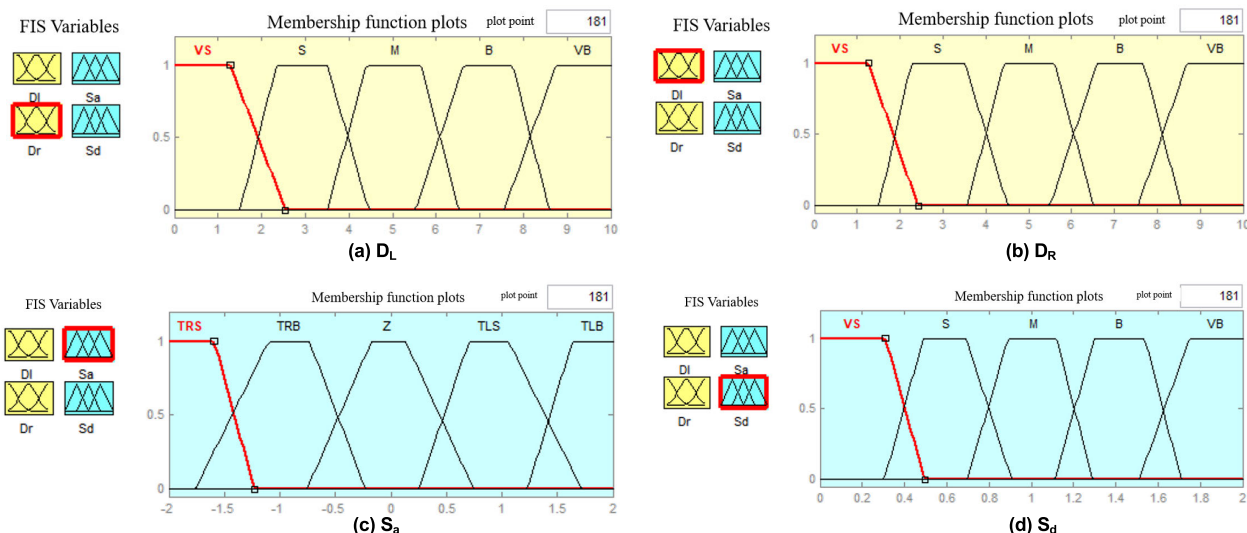 FIS Variables
Dl
Sa
Dr
Sd
Membership function plots
plot point
181
VS
S
M
B
VB
1
0.5
0
0 1 2 3 4 5 6 7 8 9 10
(a) D_L
FIS Variables
Dl
Sa
Dr
Sd
Membership function plots
plot point
181
VS
S
M
B
VB
1
0.5
0
0 1 2 3 4 5 6 7 8 9 10
(b) D_R
FIS Variables
Dl
Sa
Dr
Sd
Membership function plots
plot point
181
TRS
TRB
Z
TLS
TLB
1
0.5
0
-2 -1.5 -1 -0.5 0 0.5 1 1.5 2
(c) S_a
FIS Variables
Dl
Sa
Dr
Sd
Membership function plots
plot point
181
VS
S
M
B
VB
1
0.5
0
0 0.2 0.4 0.6 0.8 1 1.2 1.4 1.6 1.8 2
(d) S_d